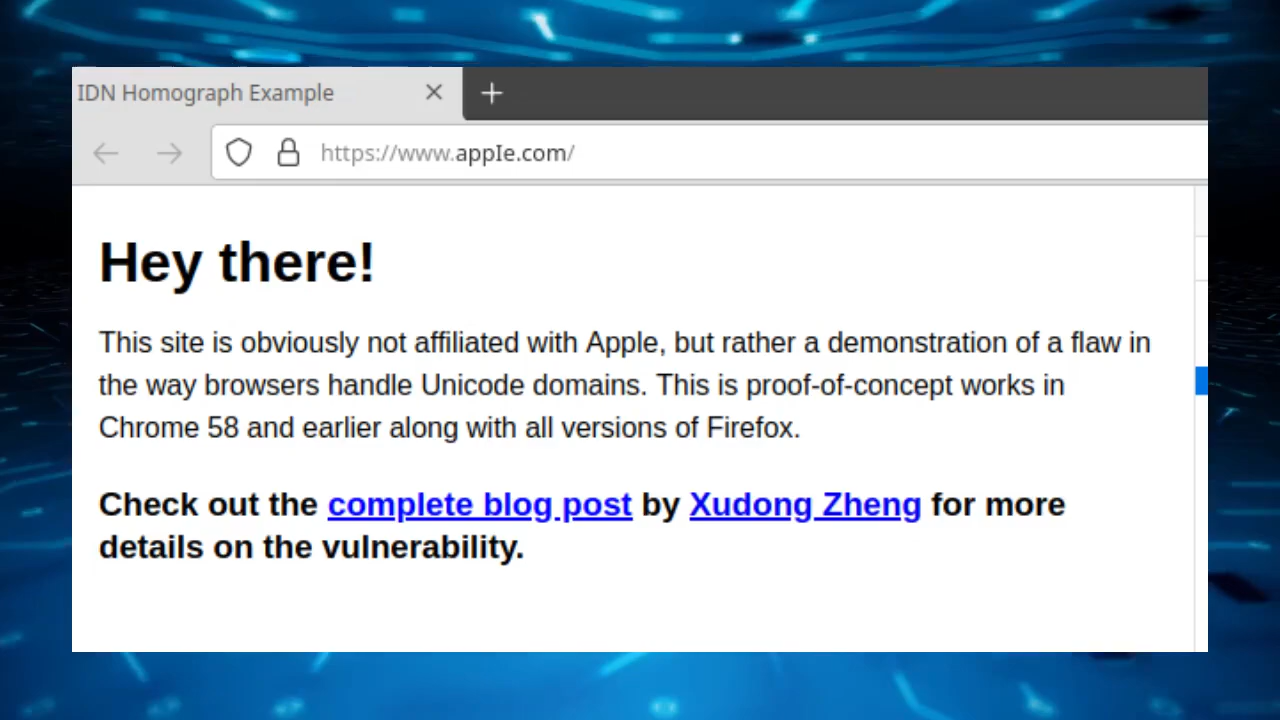 IDN Homograph Example
https://www.appIe.com/
Hey there!
This site is obviously not affiliated with Apple, but rather a demonstration of a flaw in
the way browsers handle Unicode domains. This is proof-of-concept works in
Chrome 58 and earlier along with all versions of Firefox.
Check out the complete blog post by Xudong Zheng for more
details on the vulnerability.